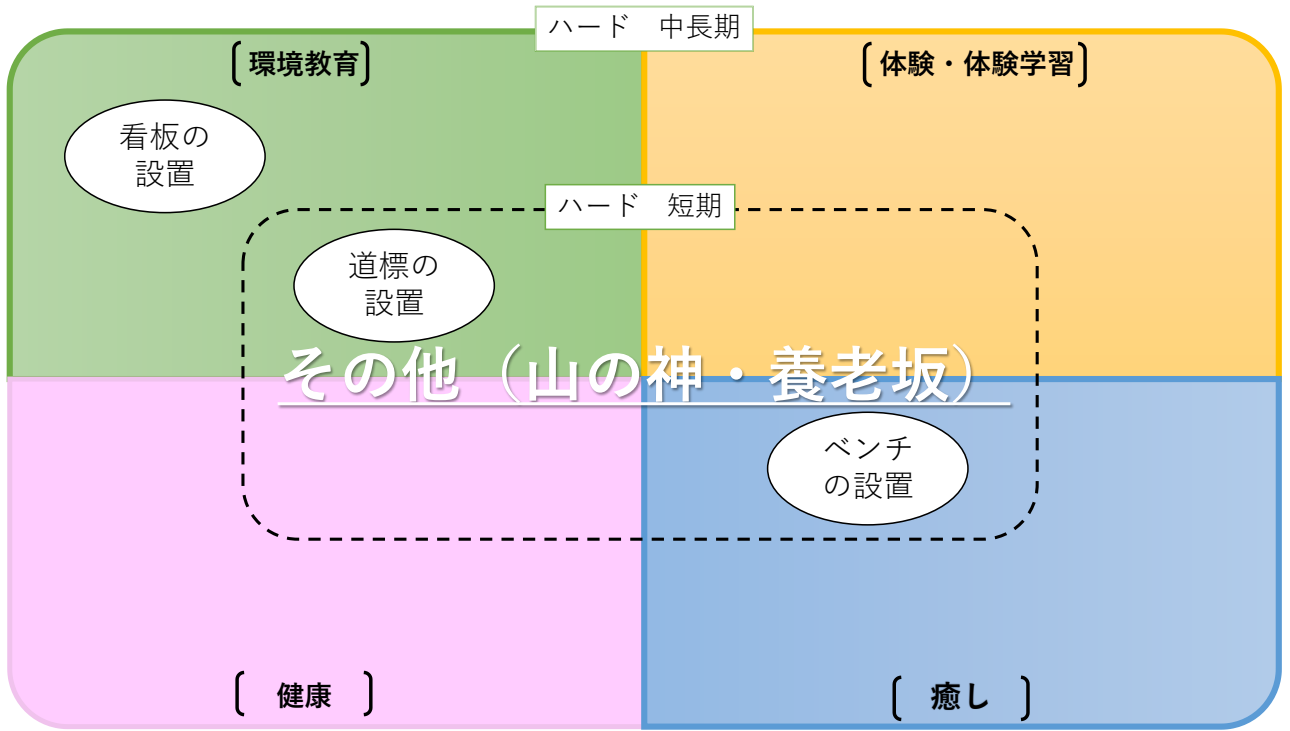 ハード　中長期
〔環境教育〕
〔体験・体験学習〕
看板の
設置
ハード　短期
道標の
設置
その他（山の神・養老坂）
ベンチ
の設置
〔　健康　〕
〔　癒し　〕